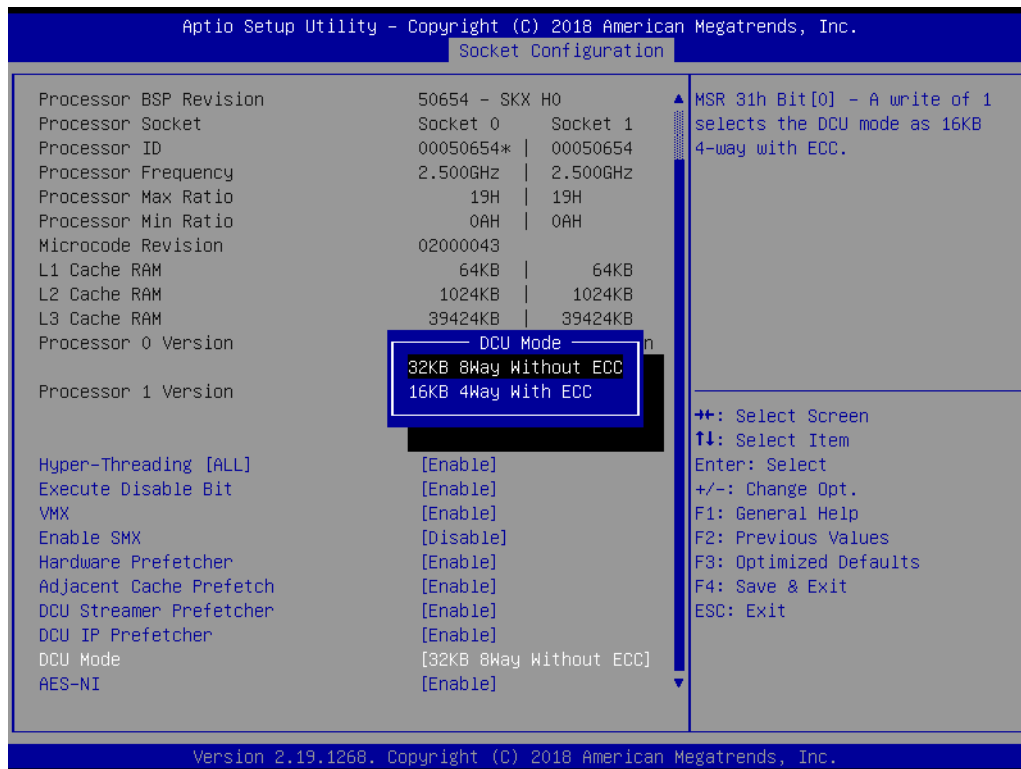 Aptio Setup Utility – Copyright (C) 2018 American Megatrends, Inc.
Socket Configuration
Processor BSP Revision 50654 – SKX H0
Processor Socket Socket 0 Socket 1
Processor ID 00050654* | 00050654
Processor Frequency 2.500GHz | 2.500GHz
Processor Max Ratio 19H | 19H
Processor Min Ratio 0AH | 0AH
Microcode Revision 02000043
L1 Cache RAM 64KB | 64KB
L2 Cache RAM 1024KB | 1024KB
L3 Cache RAM 39424KB | 39424KB
Processor 0 Version n
Processor 1 Version
DCU Mode
32KB 8Way Without ECC
16KB 4Way With ECC
Hyper-Threading [ALL] [Enable]
Execute Disable Bit [Enable]
VMX [Enable]
Enable SMX [Disable]
Hardware Prefetcher [Enable]
Adjacent Cache Prefetch [Enable]
DCU Streamer Prefetcher [Enable]
DCU IP Prefetcher [Enable]
DCU Mode [32KB 8Way Without ECC]
AES-NI [Enable]
MSR 31h Bit[0] – A write of 1
selects the DCU mode as 16KB
4-way with ECC.
→←: Select Screen
↑↓: Select Item
Enter: Select
+/-: Change Opt.
F1: General Help
F2: Previous Values
F3: Optimized Defaults
F4: Save & Exit
ESC: Exit
Version 2.19.1268. Copyright (C) 2018 American Megatrends, Inc.